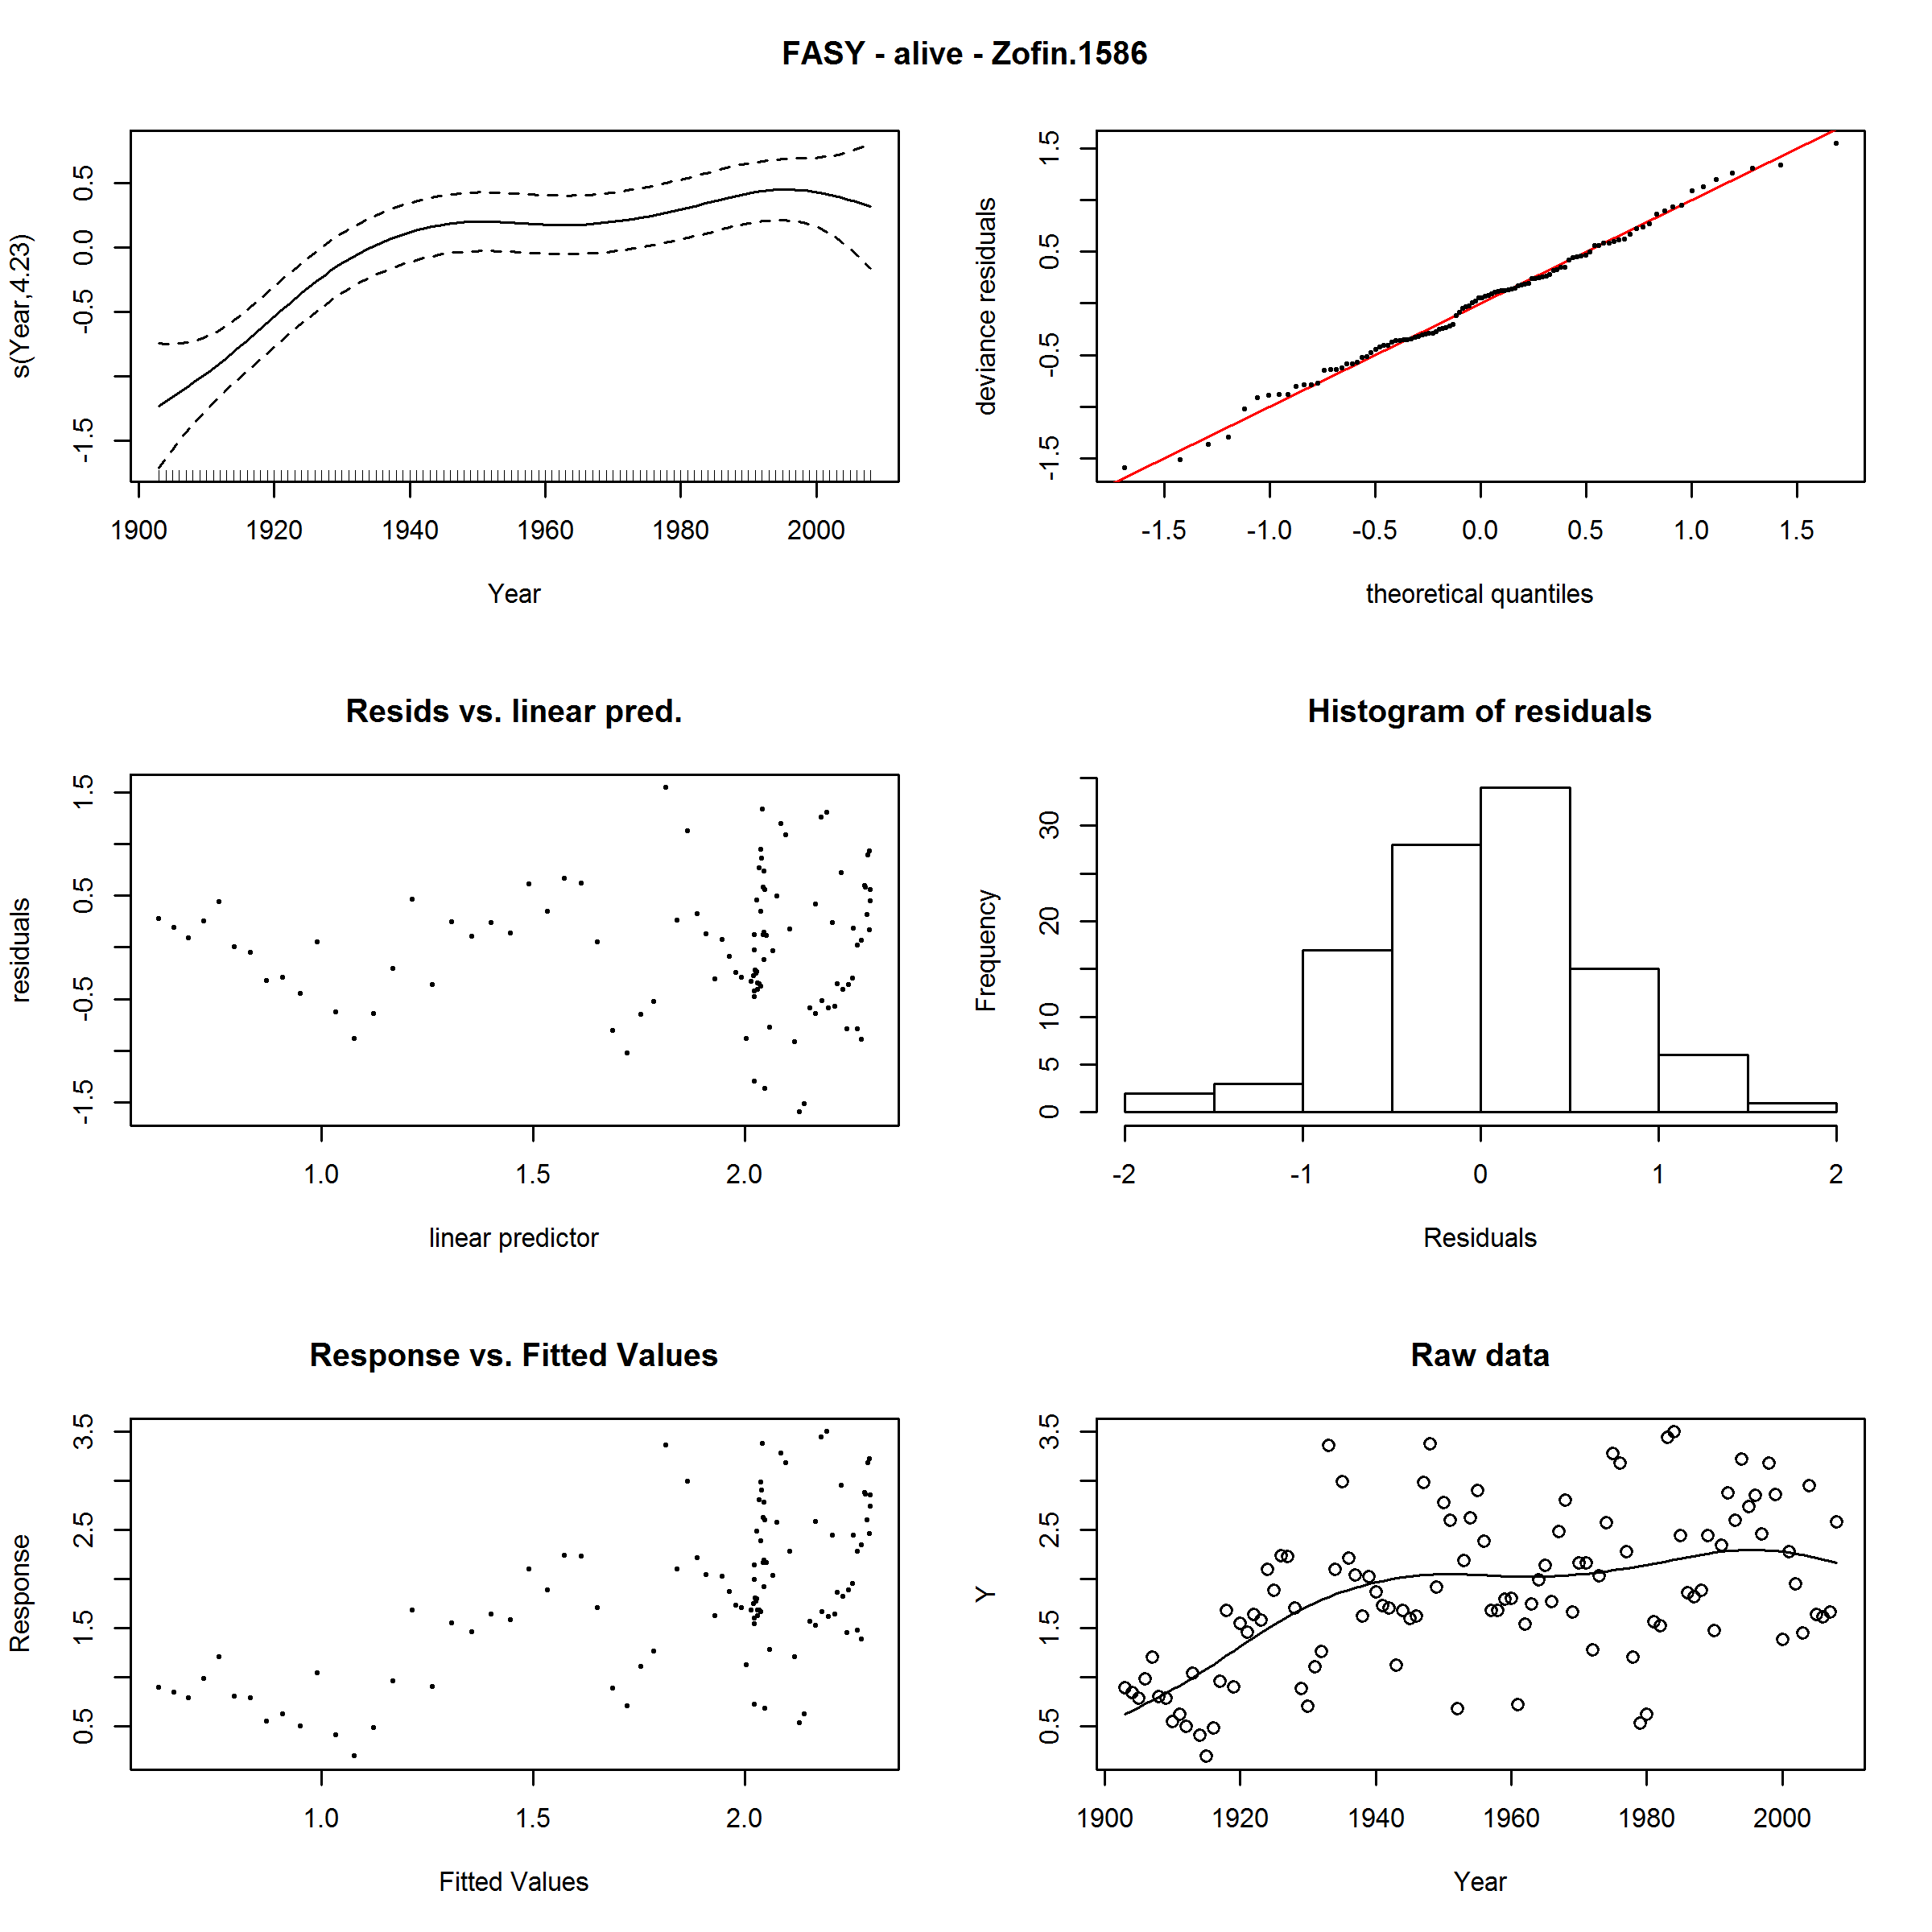 FASY - alive - Zofin.1586
s(Year,4.23)
0.5
0.0
-0.5
-1.5
1900 1920 1940 1960 1980 2000
Year
deviance residuals
1.5
0.5
-0.5
-1.5
-1.5 -1.0 -0.5 0.0 0.5 1.0 1.5
theoretical quantiles
Resids vs. linear pred.
residuals
1.5
0.5
-0.5
-1.5
1.0 1.5 2.0
linear predictor
Histogram of residuals
Frequency
30
20
10
5
0
-2 -1 0 1 2
Residuals
Response vs. Fitted Values
Response
3.5
2.5
1.5
0.5
1.0 1.5 2.0
Fitted Values
Raw data
Y
3.5
2.5
1.5
0.5
1900 1920 1940 1960 1980 2000
Year